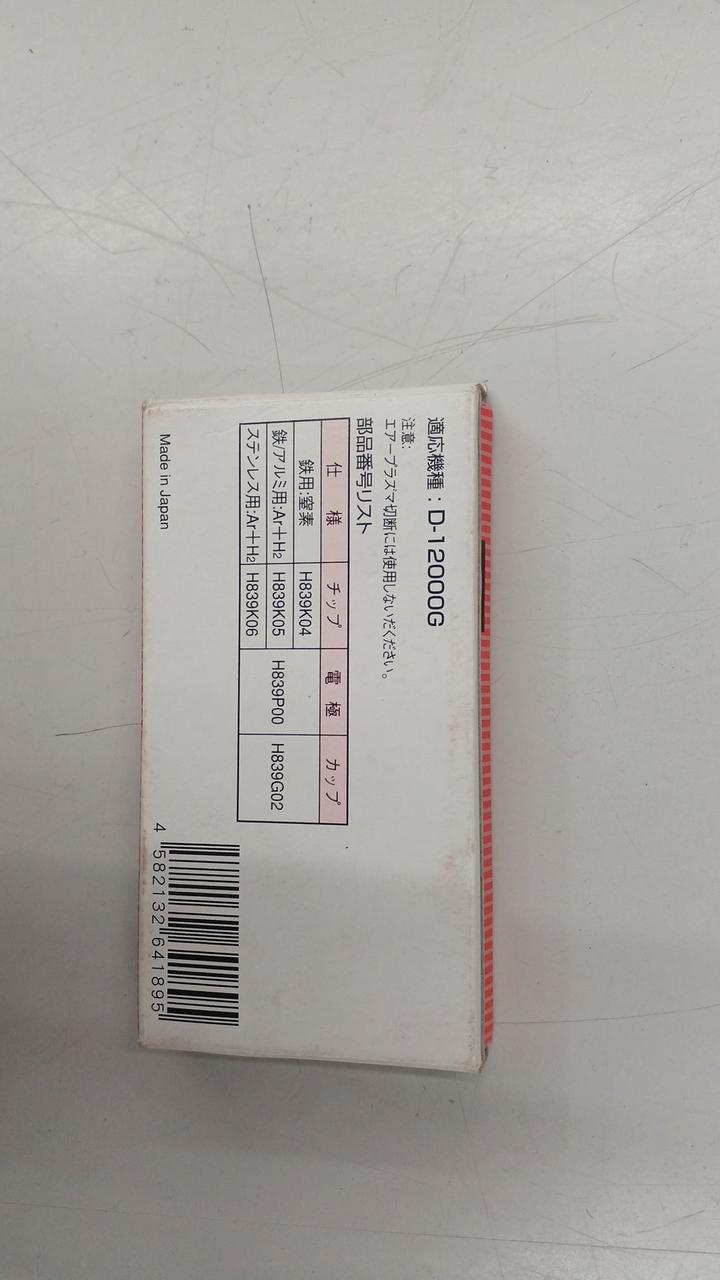 適応機種：D-12000G
注意:
エアープラズマ切断には使用しないだください。
部品番号リスト
仕 様 チップ 電 極 カップ
鉄用:窒素 H839K04
鉄/アルミ用:Ar＋H₂ H839K05 H839P00 H839G02
ステンレス用:Ar＋H₂ H839K06
Made in Japan
4 582132 641895